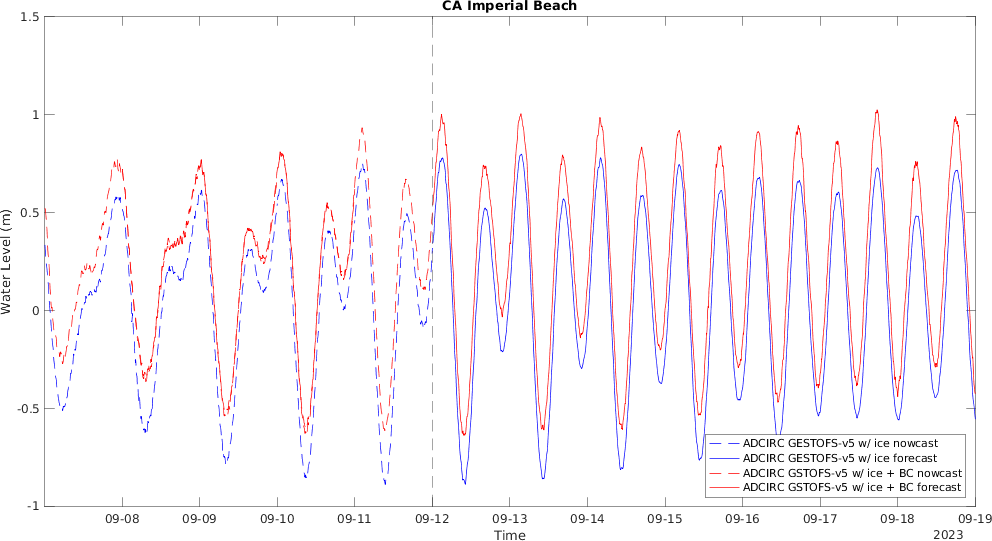 CA Imperial Beach
1.5
1
0.5
0
-0.5
-1
Water Level (m)
09-08 09-09 09-10 09-11 09-12 09-13 09-14 09-15 09-16 09-17 09-18 09-19
Time
2023
ADCIRC GESTOFS-v5 w/ ice nowcast
ADCIRC GESTOFS-v5 w/ ice forecast
ADCIRC GSTOFS-v5 w/ ice + BC nowcast
ADCIRC GSTOFS-v5 w/ ice + BC forecast